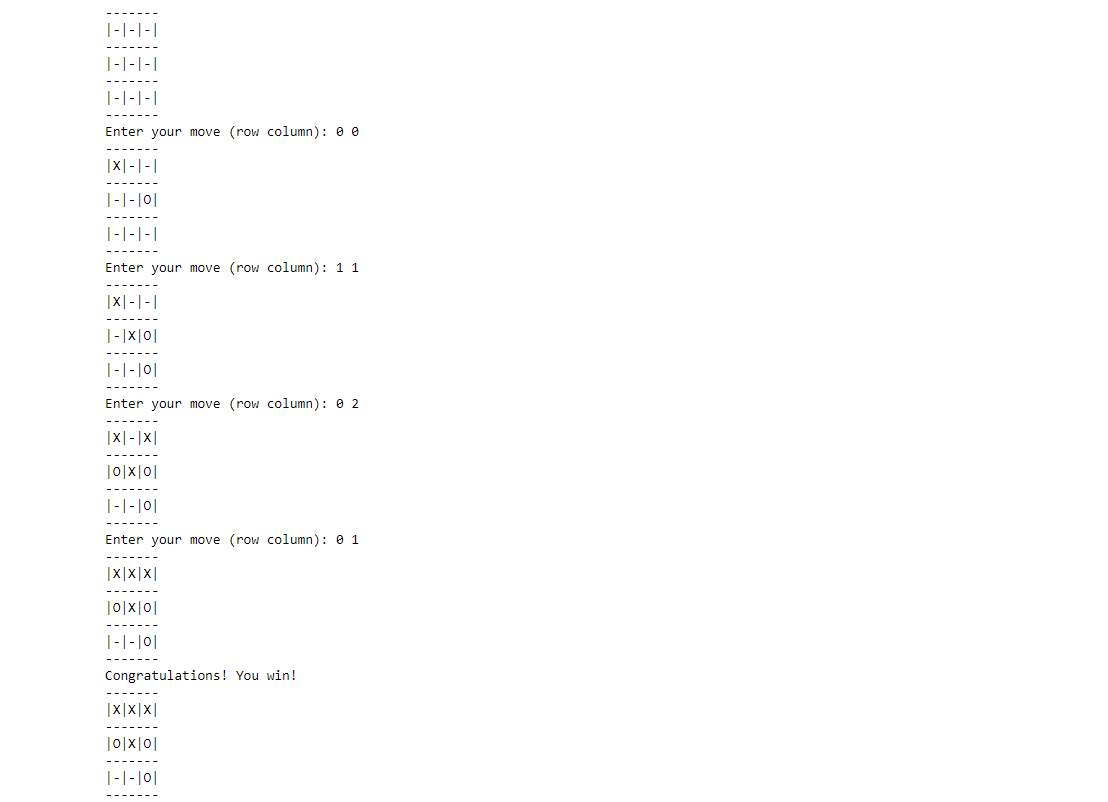 -------
|-|-|-|
-------
|-|-|-|
-------
|-|-|-|
-------
Enter your move (row column): 0 0
-------
|X|-|-|
-------
|-|-|O|
-------
|-|-|-|
-------
Enter your move (row column): 1 1
-------
|X|-|-|
-------
|-|X|O|
-------
|-|-|O|
-------
Enter your move (row column): 0 2
-------
|X|-|X|
-------
|O|X|O|
-------
|-|-|O|
-------
Enter your move (row column): 0 1
-------
|X|X|X|
-------
|O|X|O|
-------
|-|-|O|
-------
Congratulations! You win!
-------
|X|X|X|
-------
|O|X|O|
-------
|-|-|O|
-------